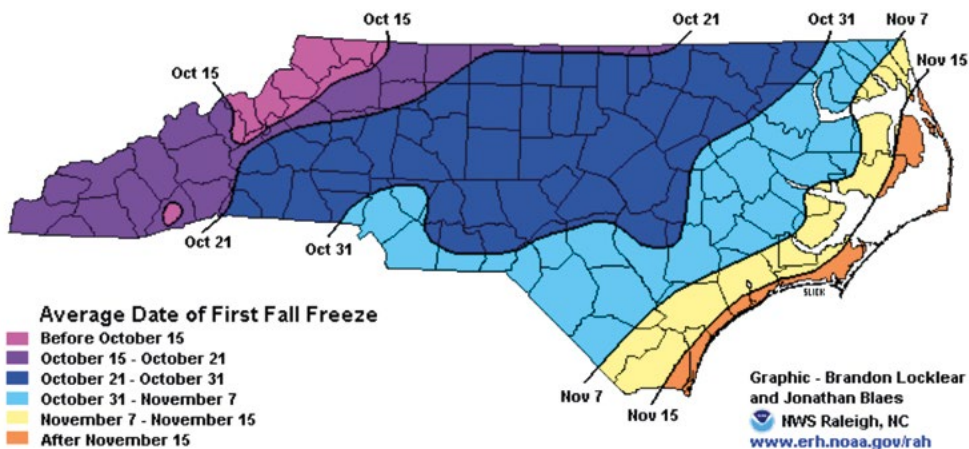 Oct 15
Oct 21
Oct 31
Nov 7
Nov 15
Oct 15
Oct 21
Oct 31
SLICK
Nov 7
Nov 15
Average Date of First Fall Freeze
Before October 15
October 15 - October 21
October 21 - October 31
October 31 - November 7
November 7 - November 15
After November 15
Graphic - Brandon Locklear
and Jonathan Blaes
NWS Raleigh, NC
www.erh.noaa.gov/rah